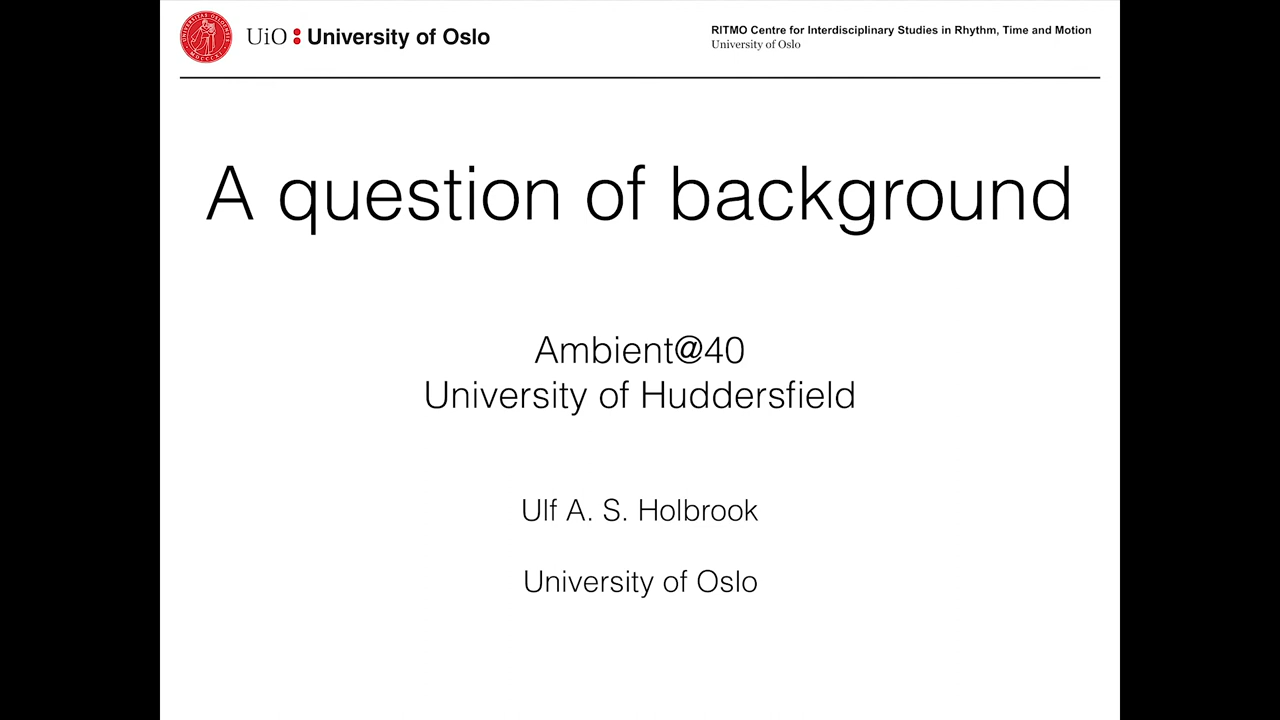 UiO : University of Oslo
RITMO Centre for Interdisciplinary Studies in Rhythm, Time and Motion
University of Oslo
A question of background
Ambient@40
University of Huddersfield
Ulf A. S. Holbrook
University of Oslo